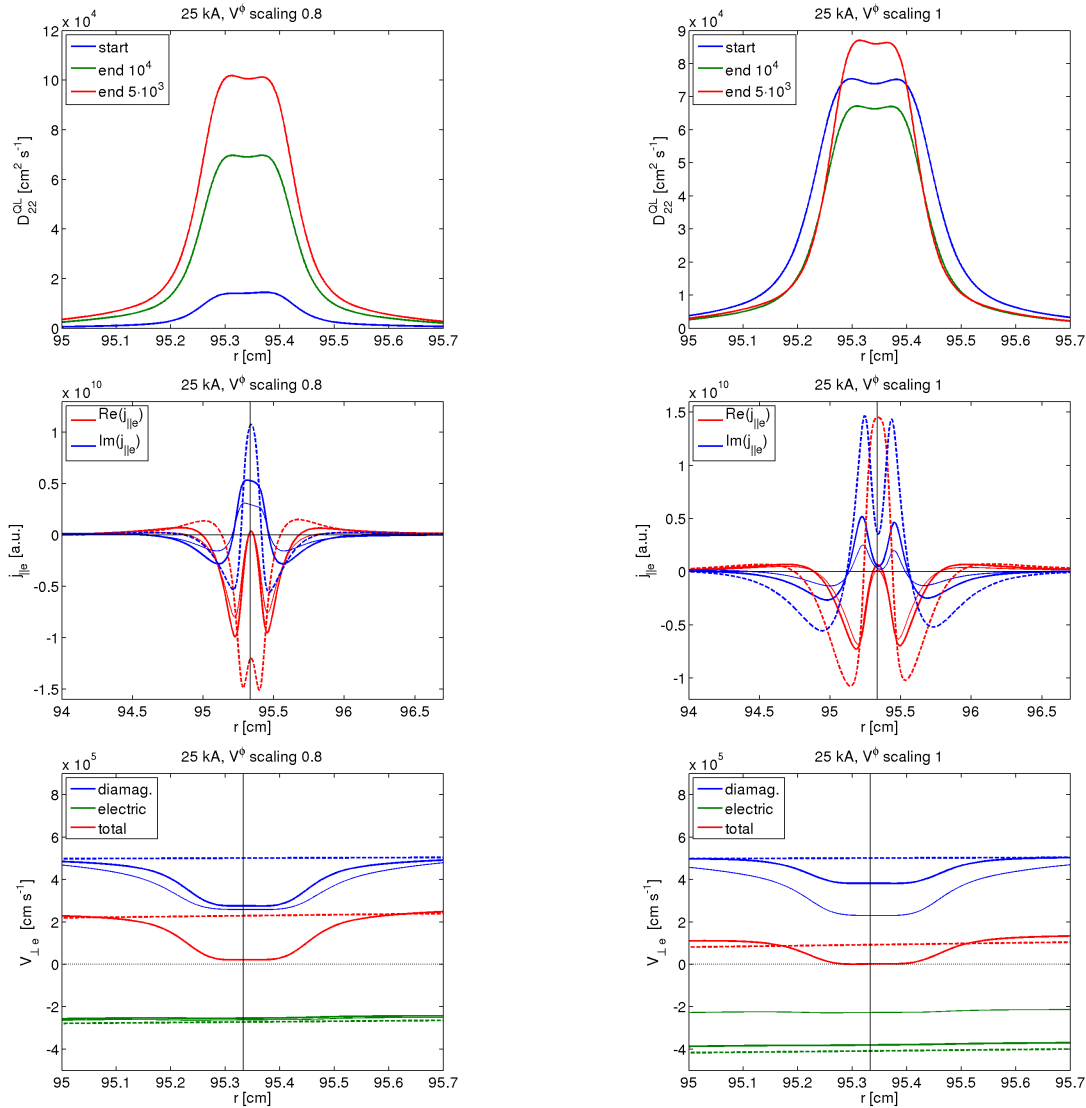 25 kA, V^ϕ scaling 0.8
x 10^4
start
end 10^4
end 5·10^3
D_22^QL [cm^2 s^-1]
0 2 4 6 8 10 12
95 95.1 95.2 95.3 95.4 95.5 95.6 95.7
r [cm]
25 kA, V^ϕ scaling 1
x 10^4
start
end 10^4
end 5·10^3
D_22^QL [cm^2 s^-1]
0 1 2 3 4 5 6 7 8 9
95 95.1 95.2 95.3 95.4 95.5 95.6 95.7
r [cm]
25 kA, V^ϕ scaling 0.8
x 10^10
Re(j_||e)
Im(j_||e)
j_||e [a.u.]
-1.5 -1 -0.5 0 0.5 1
94 94.5 95 95.5 96 96.5
r [cm]
25 kA, V^ϕ scaling 1
x 10^10
Re(j_||e)
Im(j_||e)
j_||e [a.u.]
-1 -0.5 0 0.5 1 1.5
94 94.5 95 95.5 96 96.5
r [cm]
25 kA, V^ϕ scaling 0.8
x 10^5
diamag.
electric
total
V_⊥ e [cm s^-1]
-4 -2 0 2 4 6 8
95 95.1 95.2 95.3 95.4 95.5 95.6 95.7
r [cm]
25 kA, V^ϕ scaling 1
x 10^5
diamag.
electric
total
V_⊥ e [cm s^-1]
-4 -2 0 2 4 6 8
95 95.1 95.2 95.3 95.4 95.5 95.6 95.7
r [cm]